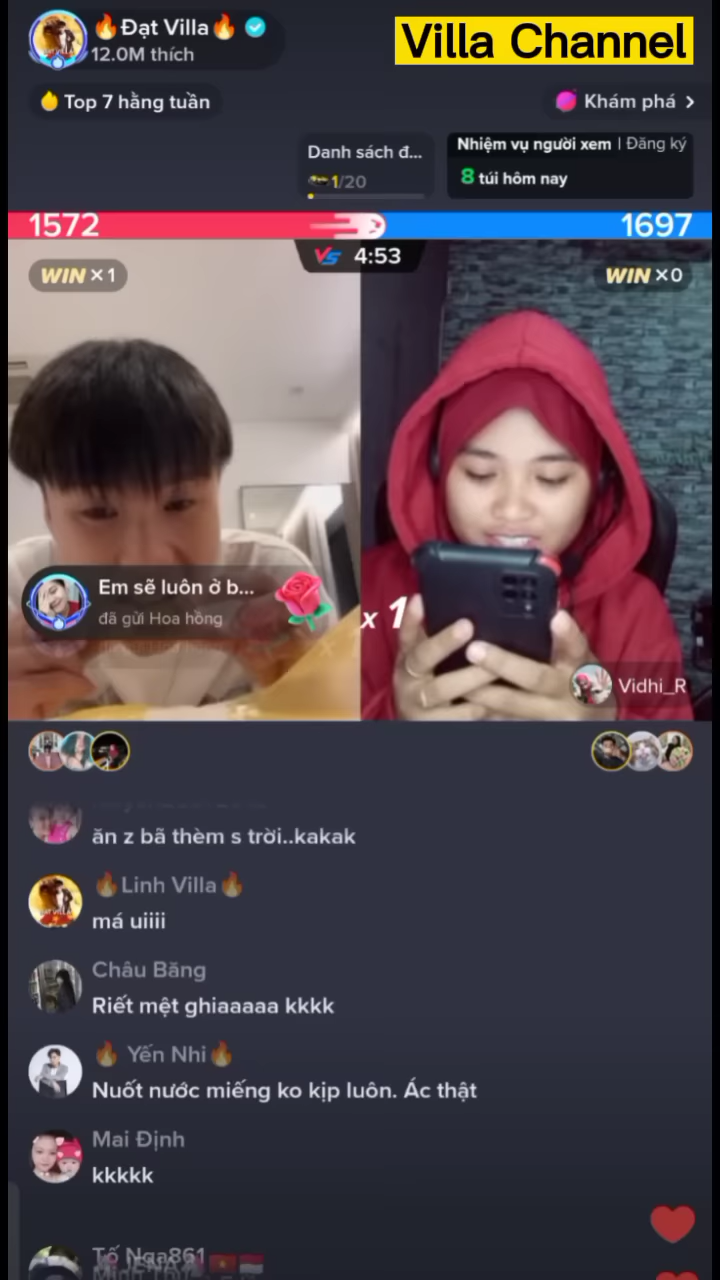 🔥Đạt Villa🔥
Villa Channel
12.0M thích
Top 7 hằng tuần
Khám phá >
Danh sách đ...
1/20
Nhiệm vụ người xem | Đăng ký
8 túi hôm nay
1572
1697
VS 4:53
WIN ×1
WIN ×0
Em sẽ luôn ở b...
đã gửi Hoa hồng
x 1
Vidhi_R
ăn z bã thèm s trời..kakak
🔥Linh Villa🔥
má uiiii
Châu Băng
Riết mệt ghiaaaaa kkkk
🔥 Yến Nhi🔥
Nuốt nước miếng ko kịp luôn. Ác thật
Mai Định
kkkkk
Tố Nga861